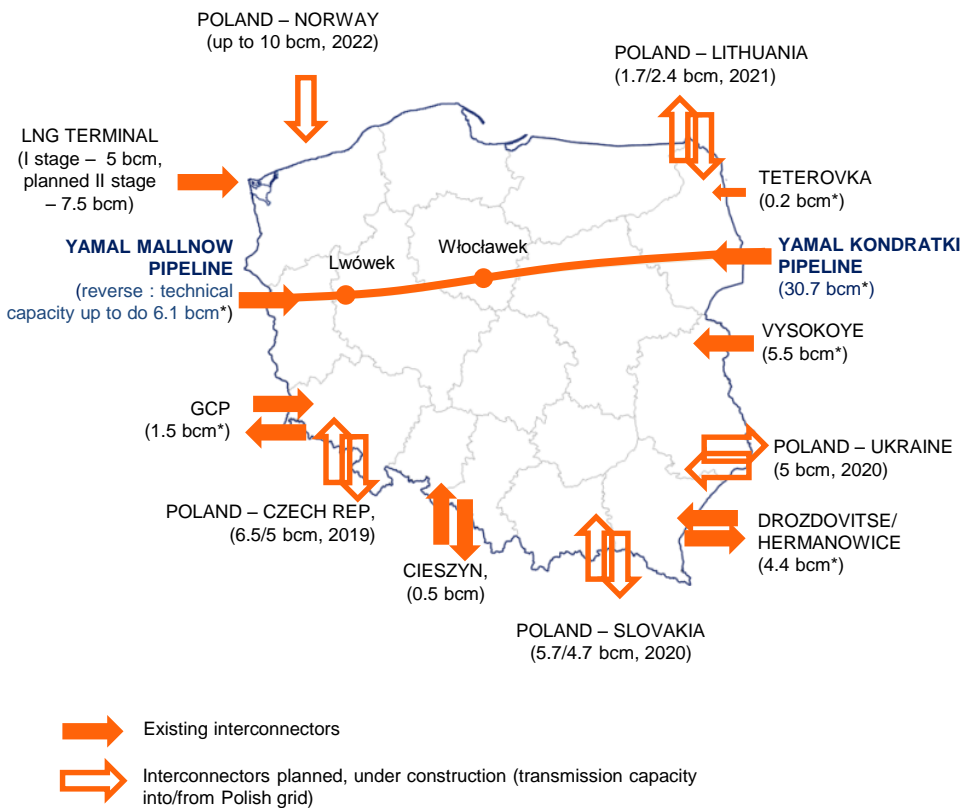 POLAND – NORWAY
(up to 10 bcm, 2022)
POLAND – LITHUANIA
(1.7/2.4 bcm, 2021)
LNG TERMINAL
(I stage – 5 bcm,
planned II stage
– 7.5 bcm)
TETEROVKA
(0.2 bcm*)
YAMAL MALLNOW
PIPELINE
(reverse : technical
capacity up to do 6.1 bcm*)
Lwówek
Włocławek
YAMAL KONDRATKI
PIPELINE
(30.7 bcm*)
VYSOKOYE
(5.5 bcm*)
GCP
(1.5 bcm*)
POLAND – UKRAINE
(5 bcm, 2020)
POLAND – CZECH REP,
(6.5/5 bcm, 2019)
DROZDOVITSE/
HERMANOWICE
(4.4 bcm*)
CIESZYN,
(0.5 bcm)
POLAND – SLOVAKIA
(5.7/4.7 bcm, 2020)
Existing interconnectors
Interconnectors planned, under construction (transmission capacity
into/from Polish grid)